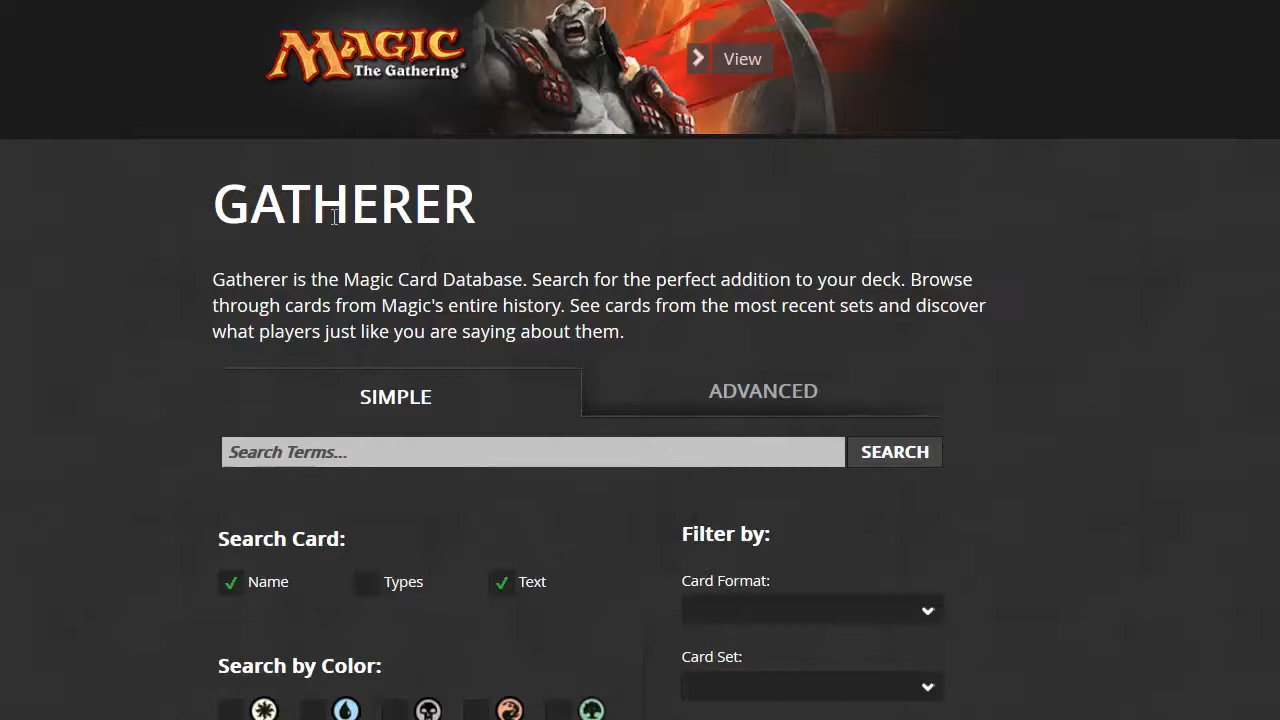 MAGIC
The Gathering®
View
GATHERER
Gatherer is the Magic Card Database. Search for the perfect addition to your deck. Browse
through cards from Magic's entire history. See cards from the most recent sets and discover
what players just like you are saying about them.
SIMPLE
ADVANCED
Search Terms...
SEARCH
Search Card:
Filter by:
Name
Types
Text
Card Format:
Card Set:
Search by Color: